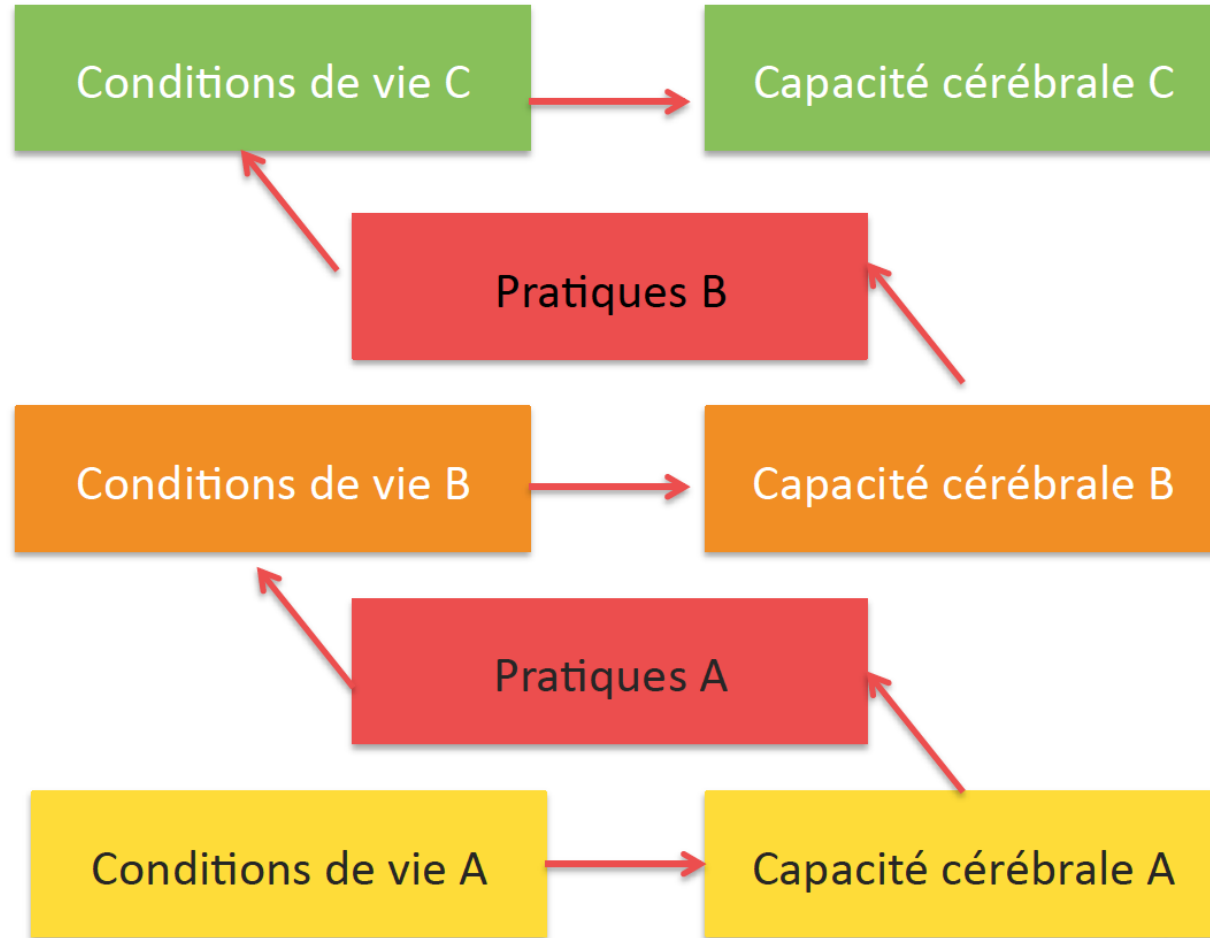 Conditions de vie C
Capacité cérébrale C
Pratiques B
Conditions de vie B
Capacité cérébrale B
Pratiques A
Conditions de vie A
Capacité cérébrale A